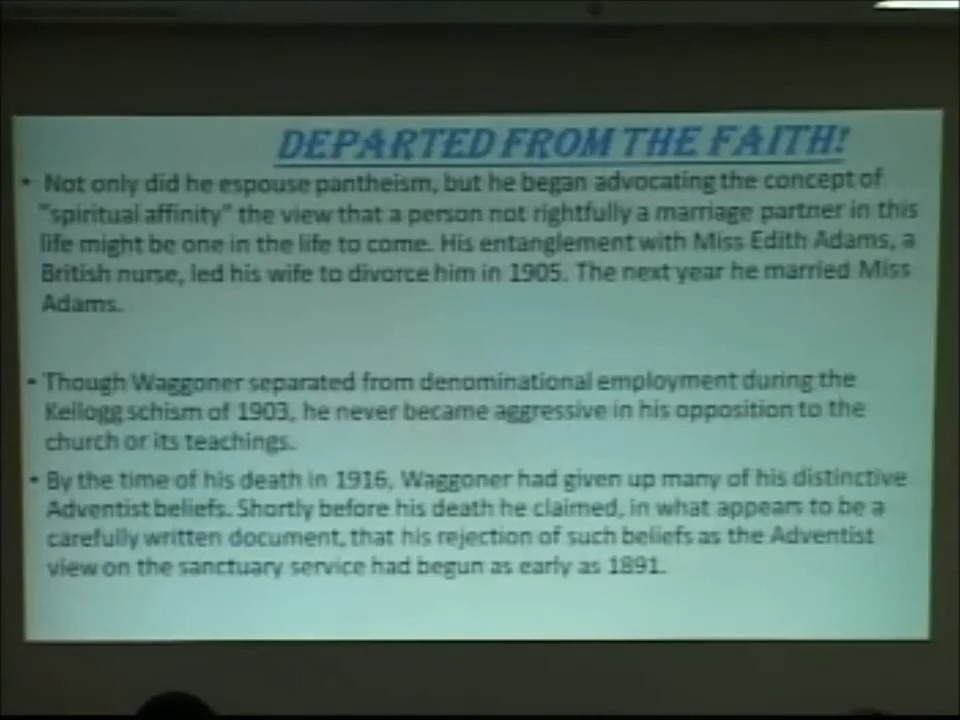 DEPARTED FROM THE FAITH!
• Not only did he espouse pantheism, but he began advocating the concept of
"spiritual affinity" the view that a person not rightfully a marriage partner in this
life might be one in the life to come. His entanglement with Miss Edith Adams, a
British nurse, led his wife to divorce him in 1905. The next year he married Miss
Adams.
• Though Waggoner separated from denominational employment during the
Kellogg schism of 1903, he never became aggressive in his opposition to the
church or its teachings.
• By the time of his death in 1916, Waggoner had given up many of his distinctive
Adventist beliefs. Shortly before his death he claimed, in what appears to be a
carefully written document, that his rejection of such beliefs as the Adventist
view on the sanctuary service had begun as early as 1891.